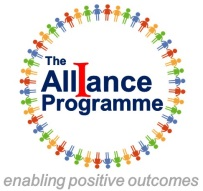 The
AllIance
Programme
enabling positive outcomes